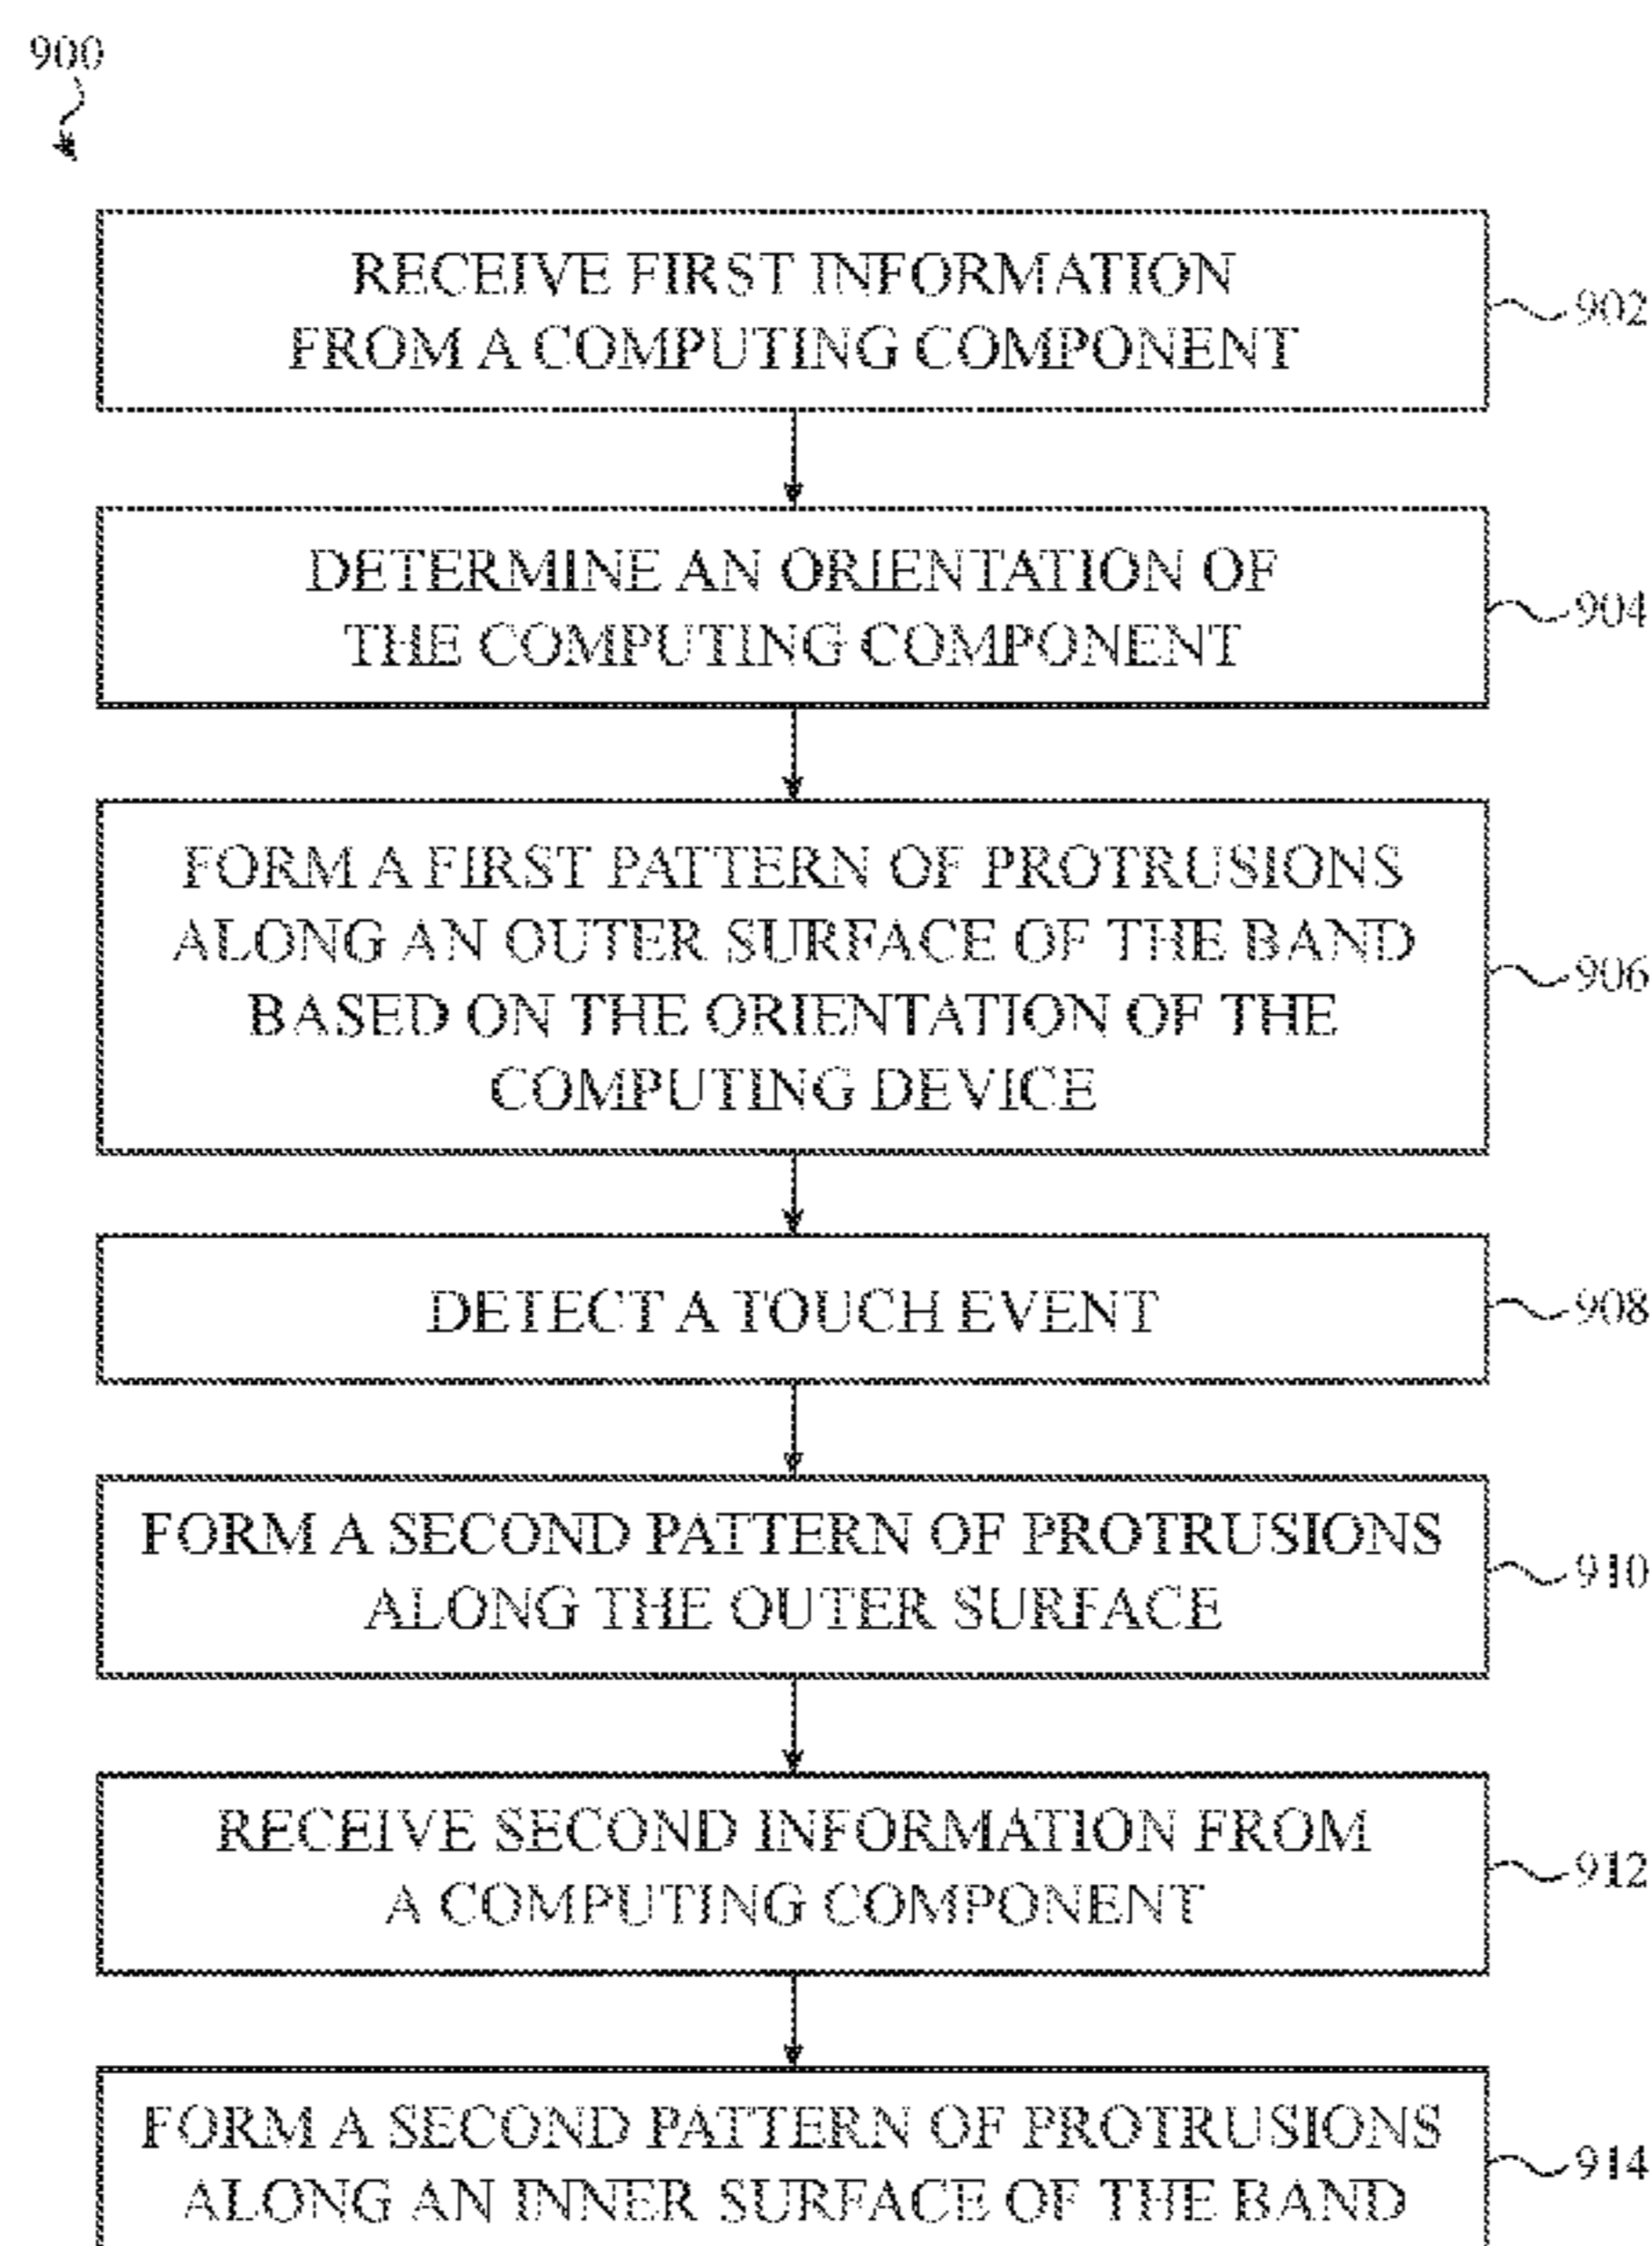 900
RECEIVE FIRST INFORMATION
FROM A COMPUTING COMPONENT
902
DETERMINE AN ORIENTATION OF
THE COMPUTING COMPONENT
904
FORM A FIRST PATTERN OF PROTRUSIONS
ALONG AN OUTER SURFACE OF THE BAND
BASED ON THE ORIENTATION OF THE
COMPUTING DEVICE
906
DETECT A TOUCH EVENT
908
FORM A SECOND PATTERN OF PROTRUSIONS
ALONG THE OUTER SURFACE
910
RECEIVE SECOND INFORMATION FROM
A COMPUTING COMPONENT
912
FORM A SECOND PATTERN OF PROTRUSIONS
ALONG AN INNER SURFACE OF THE BAND
914